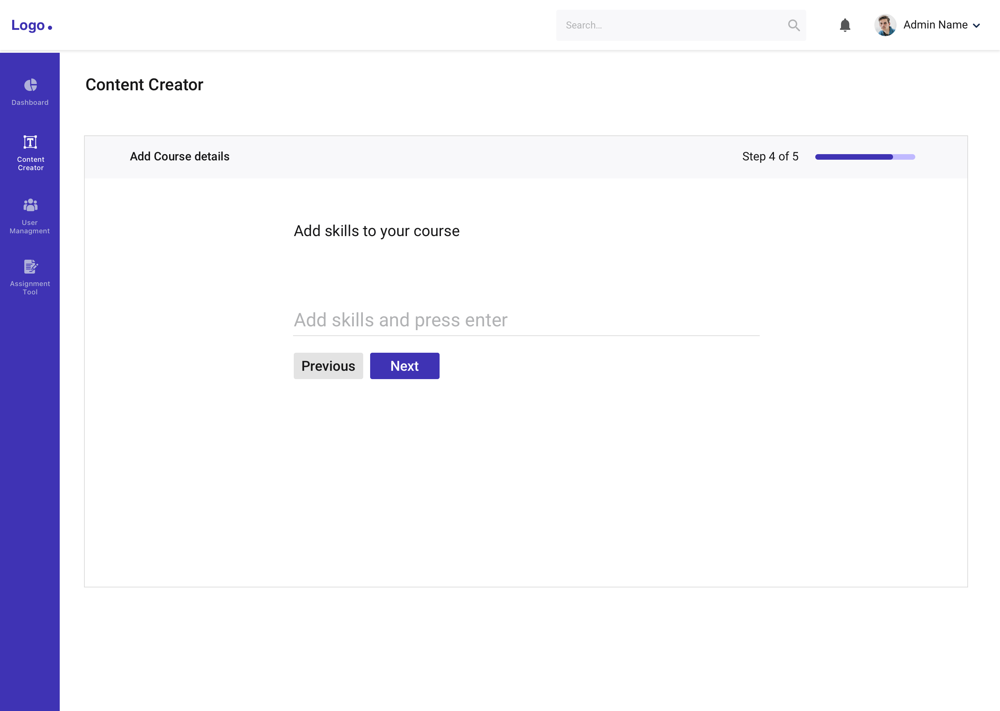 Logo.
Search...
Admin Name
Dashboard
Content
Creator
User
Managment
Assignment
Tool
Content Creator
Add Course details
Step 4 of 5
Add skills to your course
Add skills and press enter
Previous
Next